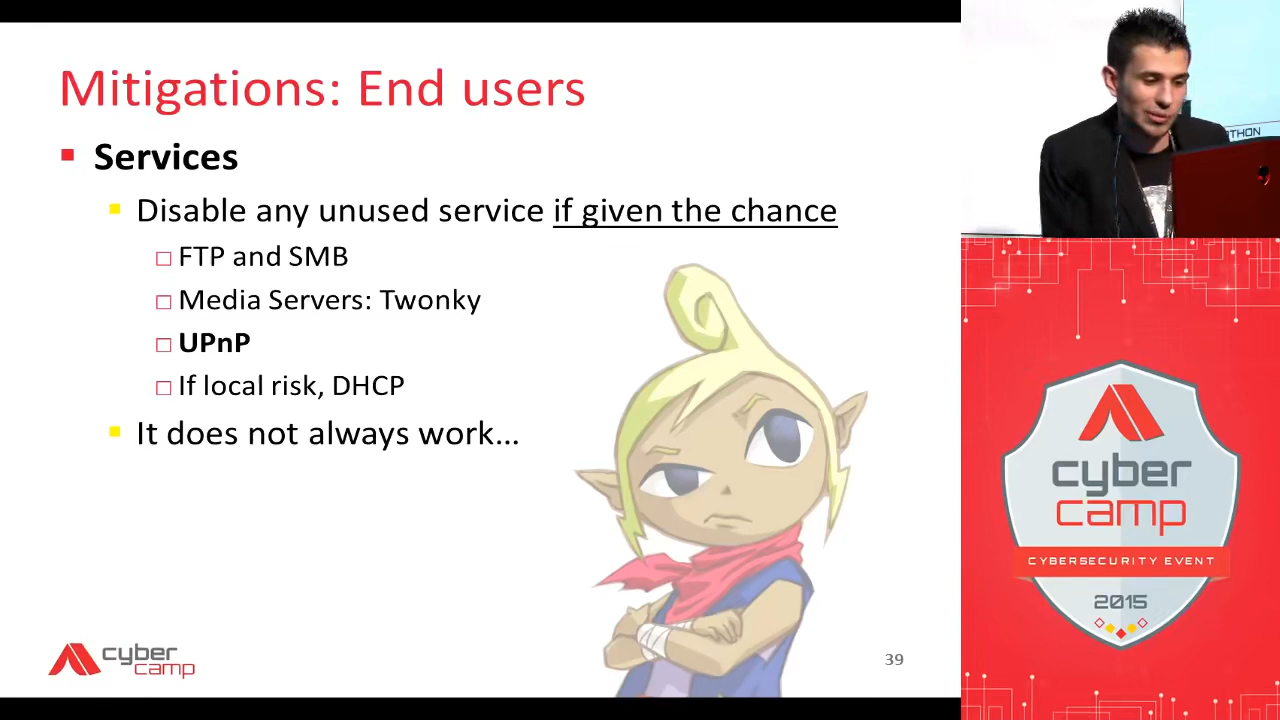 Mitigations: End users
Services
Disable any unused service if given the chance
FTP and SMB
Media Servers: Twonky
UPnP
If local risk, DHCP
It does not always work…
cyber
camp
39
THON
cyber
camp
CYBERSECURITY EVENT
2015